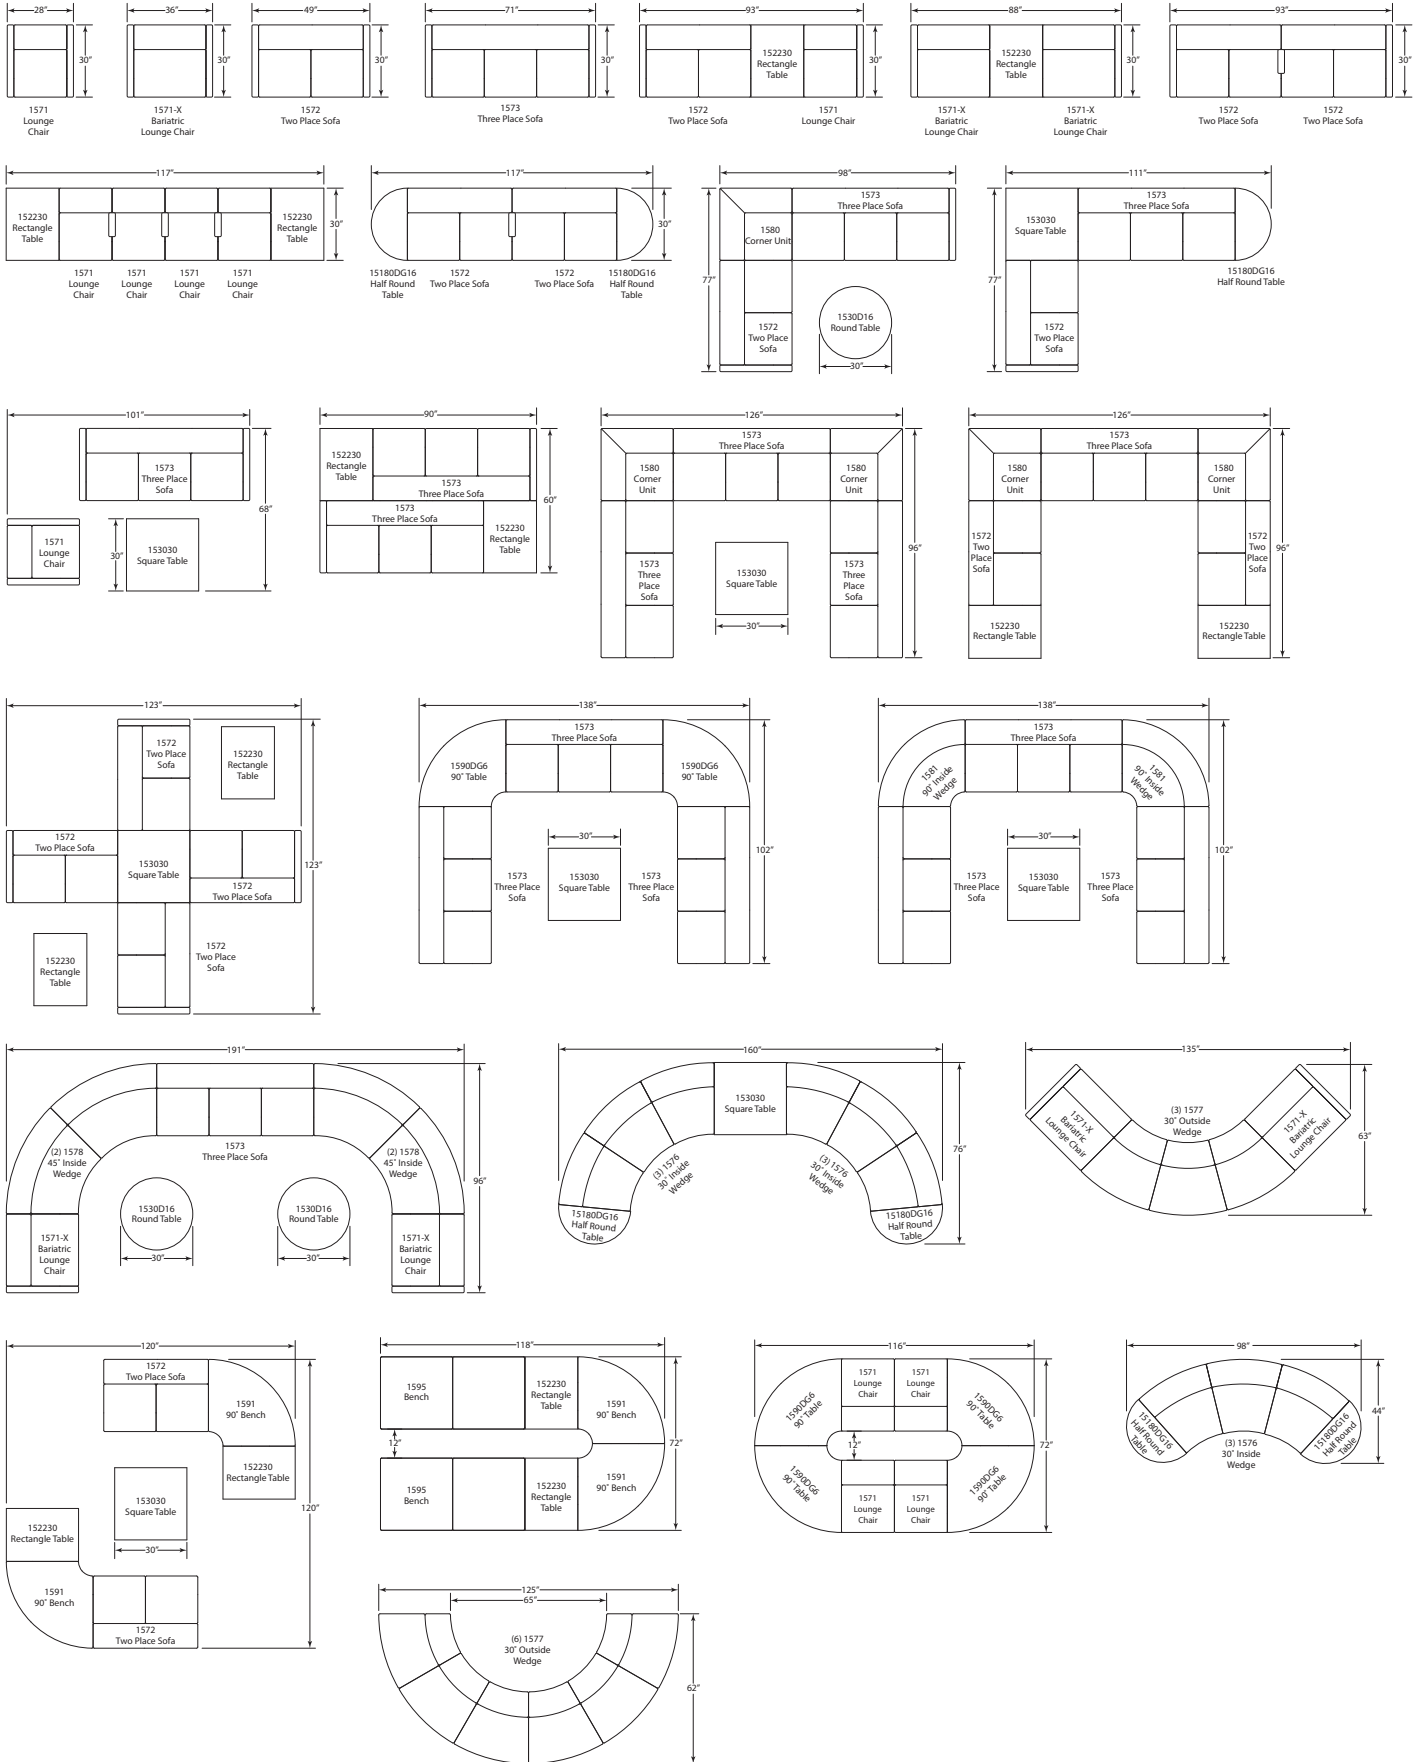 28"
30"
1571
Lounge
Chair
36"
30"
1571-X
Bariatric
Lounge Chair
49"
30"
1572
Two Place Sofa
71"
30"
1573
Three Place Sofa
93"
152230
Rectangle
Table
30"
1572
Two Place Sofa
1571
Lounge Chair
88"
152230
Rectangle
Table
30"
1571-X
Bariatric
Lounge Chair
1571-X
Bariatric
Lounge Chair
93"
30"
1572
Two Place Sofa
1572
Two Place Sofa
117"
152230
Rectangle
Table
152230
Rectangle
Table
30"
1571
Lounge
Chair
1571
Lounge
Chair
1571
Lounge
Chair
1571
Lounge
Chair
117"
30"
15180DG16
Half Round
Table
1572
Two Place Sofa
1572
Two Place Sofa
15180DG16
Half Round
Table
98"
1573
Three Place Sofa
1580
Corner Unit
77"
1572
Two Place
Sofa
1530D16
Round Table
30"
111"
153030
Square Table
1573
Three Place Sofa
15180DG16
Half Round Table
77"
1572
Two Place
Sofa
101"
1573
Three Place
Sofa
68"
1571
Lounge
Chair
30"
153030
Square Table
90"
152230
Rectangle
Table
1573
Three Place Sofa
60"
1573
Three Place Sofa
152230
Rectangle
Table
126"
1573
Three Place Sofa
1580
Corner
Unit
1580
Corner
Unit
96"
1573
Three
Place
Sofa
153030
Square Table
30"
1573
Three
Place
Sofa
126"
1573
Three Place Sofa
1580
Corner
Unit
1580
Corner
Unit
1572
Two
Place
Sofa
1572
Two
Place
Sofa
96"
152230
Rectangle Table
152230
Rectangle Table
123"
1572
Two Place
Sofa
152230
Rectangle
Table
1572
Two Place Sofa
153030
Square Table
1572
Two Place Sofa
123"
1572
Two Place
Sofa
152230
Rectangle
Table
138"
1573
Three Place Sofa
1590DG6
90˚ Table
1590DG6
90˚ Table
30"
102"
1573
Three Place
Sofa
153030
Square Table
1573
Three Place
Sofa
138"
1573
Three Place Sofa
1581
90˚ Inside
Wedge
1581
90˚ Inside
Wedge
30"
102"
1573
Three Place
Sofa
153030
Square Table
1573
Three Place
Sofa
191"
(2) 1578
45˚ Inside
Wedge
1573
Three Place Sofa
(2) 1578
45˚ Inside
Wedge
96"
1530D16
Round Table
30"
1530D16
Round Table
30"
1571-X
Bariatric
Lounge
Chair
1571-X
Bariatric
Lounge
Chair
160"
153030
Square Table
(3) 1576
30˚ Inside
Wedge
(3) 1576
30˚ Inside
Wedge
76"
15180DG16
Half Round
Table
15180DG16
Half Round
Table
135"
1571-X
Bariatric
Lounge Chair
(3) 1577
30˚ Outside
Wedge
1571-X
Bariatric
Lounge Chair
63"
120"
1572
Two Place Sofa
1591
90˚ Bench
152230
Rectangle Table
153030
Square Table
30"
120"
152230
Rectangle Table
1591
90˚ Bench
1572
Two Place Sofa
118"
1595
Bench
152230
Rectangle
Table
1591
90˚ Bench
12"
72"
1595
Bench
152230
Rectangle
Table
1591
90˚ Bench
116"
1590DG6
90˚ Table
1571
Lounge
Chair
1571
Lounge
Chair
1590DG6
90˚ Table
12"
72"
1590DG6
90˚ Table
1571
Lounge
Chair
1571
Lounge
Chair
1590DG6
90˚ Table
98"
15180DG16
Half Round
Table
(3) 1576
30˚ Inside
Wedge
15180DG16
Half Round
Table
44"
125"
65"
(6) 1577
30˚ Outside
Wedge
62"